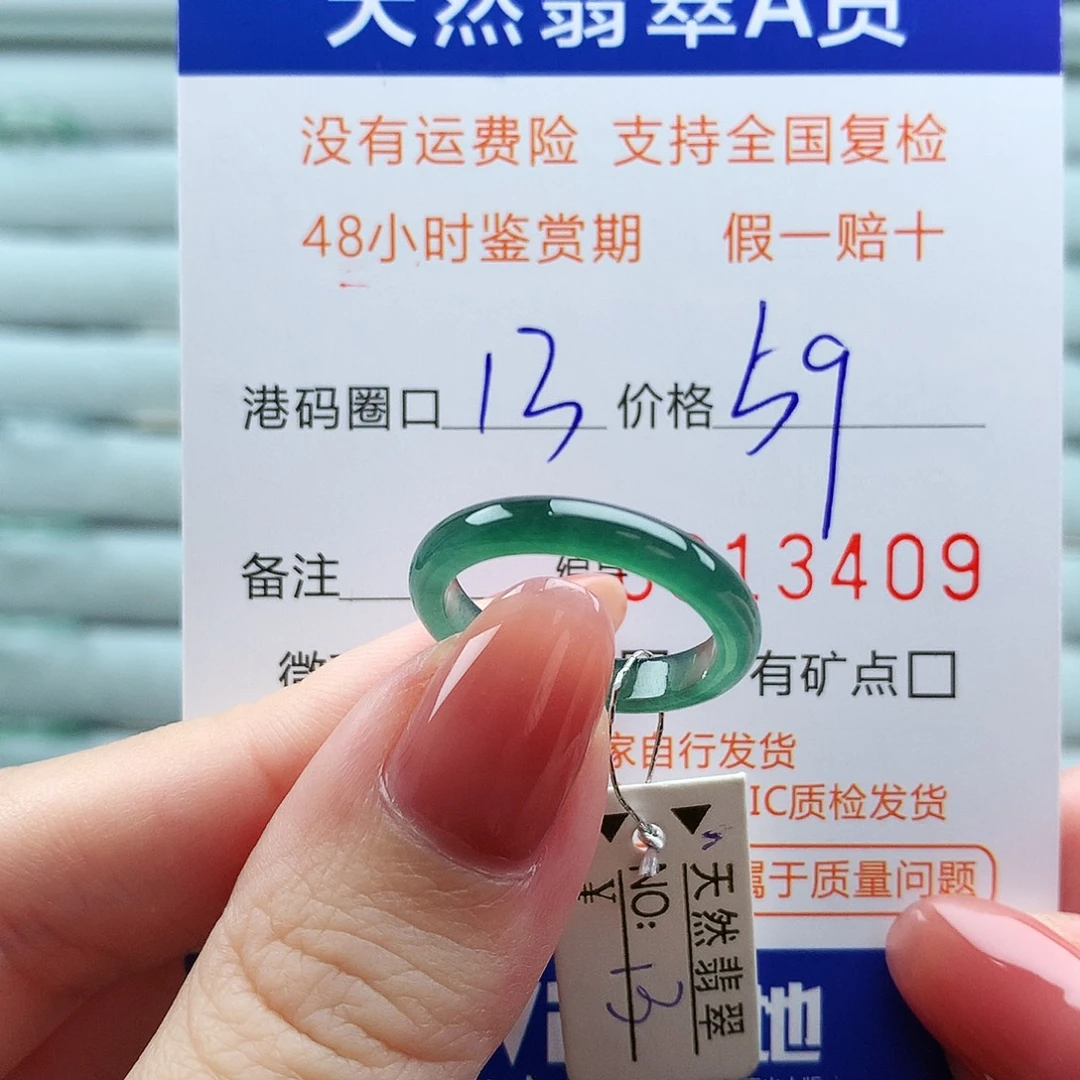 天然翡翠A货
没有运费险 支持全国复检
48小时鉴赏期 假一赔十
港码圈口 13 价格 59
备注 编号 13409
微 有矿点□
家自行发货
IC质检发货
属于质量问题
天然翡翠
NO: 13
¥